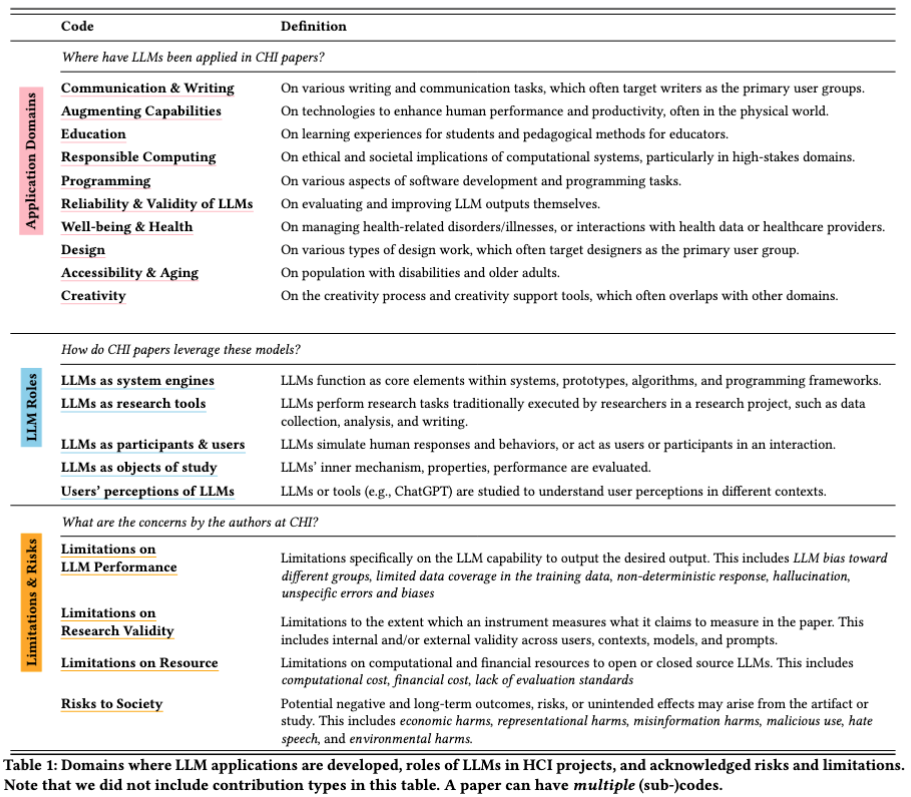 Code Definition
Where have LLMs been applied in CHI papers?
Application Domains
Communication & Writing On various writing and communication tasks, which often target writers as the primary user groups.
Augmenting Capabilities On technologies to enhance human performance and productivity, often in the physical world.
Education On learning experiences for students and pedagogical methods for educators.
Responsible Computing On ethical and societal implications of computational systems, particularly in high-stakes domains.
Programming On various aspects of software development and programming tasks.
Reliability & Validity of LLMs On evaluating and improving LLM outputs themselves.
Well-being & Health On managing health-related disorders/illnesses, or interactions with health data or healthcare providers.
Design On various types of design work, which often target designers as the primary user group.
Accessibility & Aging On population with disabilities and older adults.
Creativity On the creativity process and creativity support tools, which often overlaps with other domains.
How do CHI papers leverage these models?
LLM Roles
LLMs as system engines LLMs function as core elements within systems, prototypes, algorithms, and programming frameworks.
LLMs as research tools LLMs perform research tasks traditionally executed by researchers in a research project, such as data
collection, analysis, and writing.
LLMs as participants & users LLMs simulate human responses and behaviors, or act as users or participants in an interaction.
LLMs as objects of study LLMs' inner mechanism, properties, performance are evaluated.
Users' perceptions of LLMs LLMs or tools (e.g., ChatGPT) are studied to understand user perceptions in different contexts.
What are the concerns by the authors at CHI?
Limitations & Risks
Limitations on
LLM Performance
Limitations specifically on the LLM capability to output the desired output. This includes LLM bias toward
different groups, limited data coverage in the training data, non-deterministic response, hallucination,
unspecific errors and biases
Limitations on
Research Validity
Limitations to the extent which an instrument measures what it claims to measure in the paper. This
includes internal and/or external validity across users, contexts, models, and prompts.
Limitations on Resource Limitations on computational and financial resources to open or closed source LLMs. This includes
computational cost, financial cost, lack of evaluation standards
Risks to Society Potential negative and long-term outcomes, risks, or unintended effects may arise from the artifact or
study. This includes economic harms, representational harms, misinformation harms, malicious use, hate
speech, and environmental harms.
Table 1: Domains where LLM applications are developed, roles of LLMs in HCI projects, and acknowledged risks and limitations.
Note that we did not include contribution types in this table. A paper can have multiple (sub-)codes.